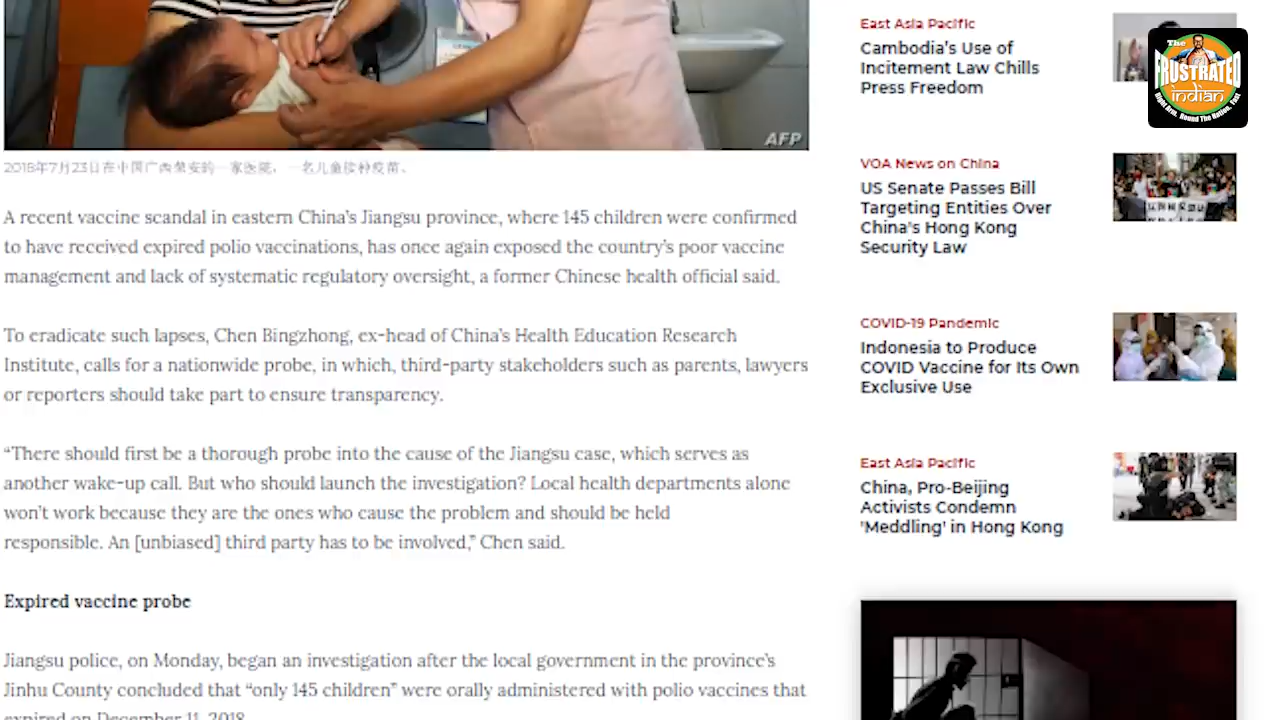 AFP
2018年7月23日在中国广西荣安的一家医院，一名儿童接种疫苗。
A recent vaccine scandal in eastern China's Jiangsu province, where 145 children were confirmed
to have received expired polio vaccinations, has once again exposed the country's poor vaccine
management and lack of systematic regulatory oversight, a former Chinese health official said.
To eradicate such lapses, Chen Bingzhong, ex-head of China's Health Education Research
Institute, calls for a nationwide probe, in which, third-party stakeholders such as parents, lawyers
or reporters should take part to ensure transparency.
“There should first be a thorough probe into the cause of the Jiangsu case, which serves as
another wake-up call. But who should launch the investigation? Local health departments alone
won't work because they are the ones who cause the problem and should be held
responsible. An [unbiased] third party has to be involved,” Chen said.
Expired vaccine probe
Jiangsu police, on Monday, began an investigation after the local government in the province's
Jinhu County concluded that “only 145 children” were orally administered with polio vaccines that
expired on December 11, 2018
East Asia Pacific
Cambodia's Use of
Incitement Law Chills
Press Freedom
VOA News on China
US Senate Passes Bill
Targeting Entities Over
China's Hong Kong
Security Law
COVID-19 Pandemic
Indonesia to Produce
COVID Vaccine for Its Own
Exclusive Use
East Asia Pacific
China, Pro-Beijing
Activists Condemn
'Meddling' in Hong Kong
The
FRUSTRATED
indian
Right Arm. Round The Nation. Fast